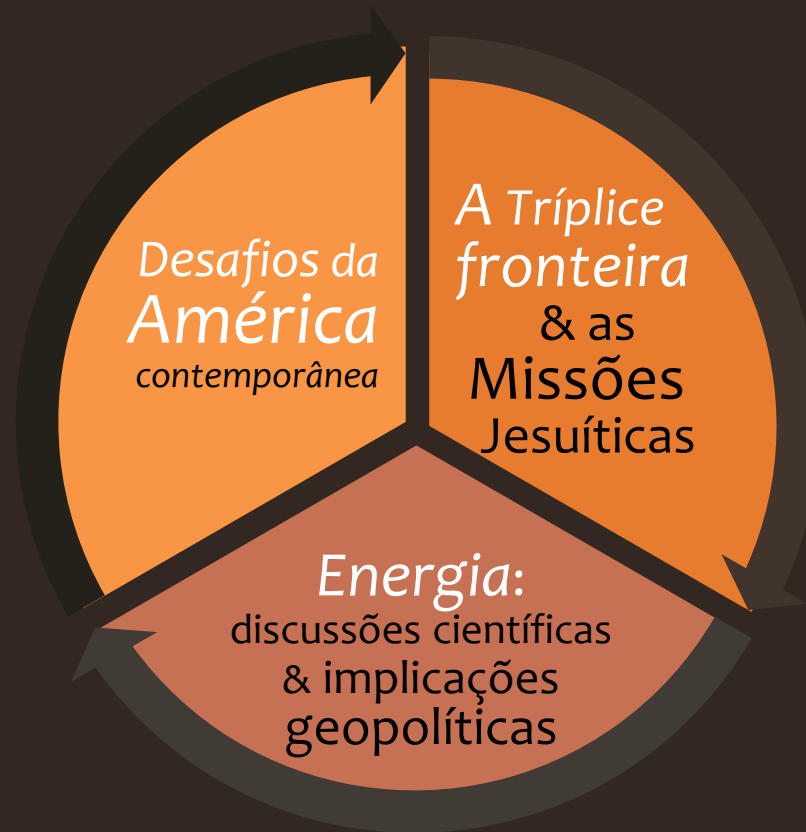 Desafios da
América
contemporânea
A Tríplice
fronteira
& as
Missões
Jesuíticas
Energia:
discussões científicas
& implicações
geopolíticas